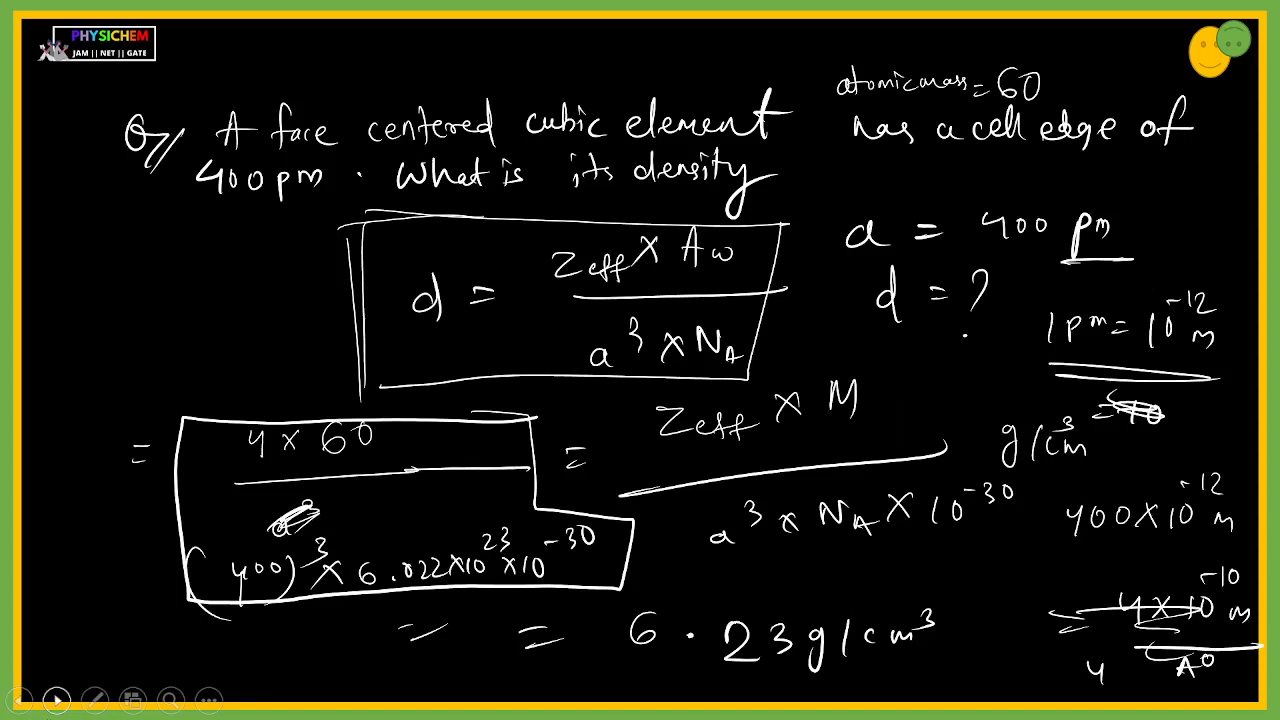 PHYSICHEM
JAM || NET || GATE
atomic mass = 60
Q// A face centered cubic element has a cell edge of
400 pm. What is its density
d = Zeff × Aw / a³ × NA
a = 400 pm
d = ?
1 pm = 10⁻¹² m
= 4 × 60 / (400)³ × 6.022 × 10²³ × 10⁻³⁰
= Zeff × M / a³ × NA × 10⁻³⁰
g/cm³
400 × 10⁻¹² m
= 4 × 10⁻¹⁰ m
4 A⁰
= = 6.23 g/cm³